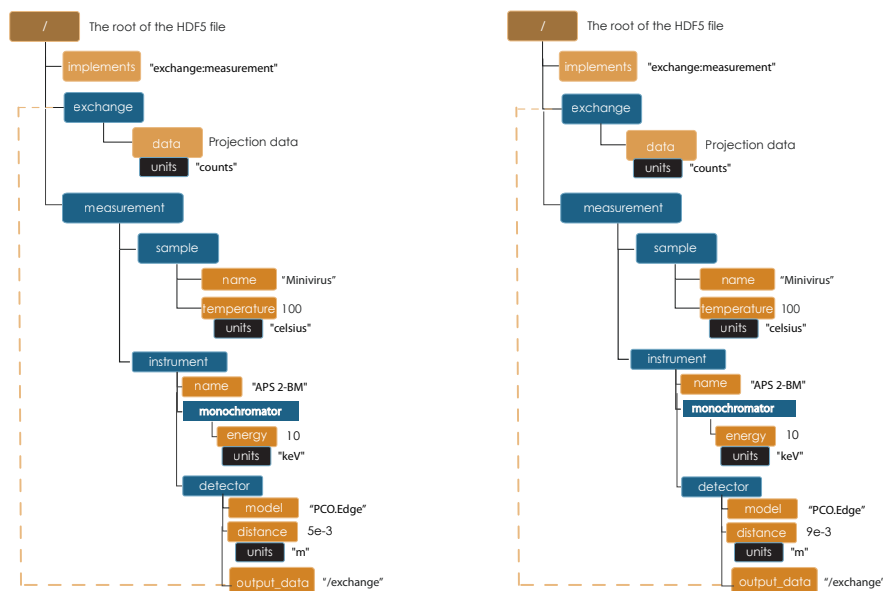 / The root of the HDF5 file
implements "exchange:measurement"
exchange
data Projection data
units "counts"
measurement
sample
name "Minivirus"
temperature 100
units "celsius"
instrument
name "APS 2-BM"
monochromator
energy 10
units "keV"
detector
model "PCO.Edge"
distance 5e-3
units "m"
output_data "/exchange"
/ The root of the HDF5 file
implements "exchange:measurement"
exchange
data Projection data
units "counts"
measurement
sample
name "Minivirus"
temperature 100
units "celsius"
instrument
name "APS 2-BM"
monochromator
energy 10
units "keV"
detector
model "PCO.Edge"
distance 9e-3
units "m"
output_data "/exchange"